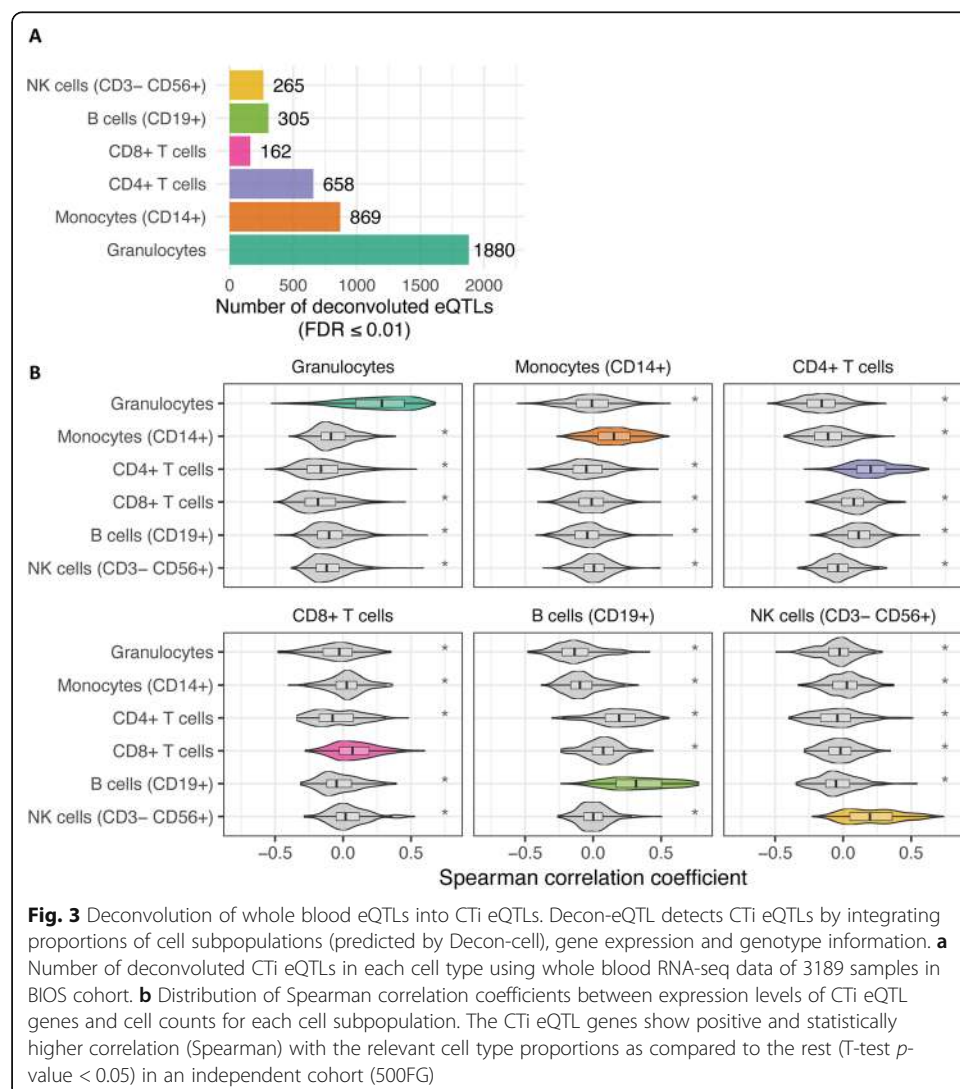 A
NK cells (CD3− CD56+)
265
B cells (CD19+)
305
CD8+ T cells
162
CD4+ T cells
658
Monocytes (CD14+)
869
Granulocytes
1880
0 500 1000 1500 2000
Number of deconvoluted eQTLs
(FDR ≤ 0.01)
B
Granulocytes Monocytes (CD14+) CD4+ T cells
Granulocytes * *
Monocytes (CD14+) * *
CD4+ T cells * *
CD8+ T cells * * *
B cells (CD19+) * * *
NK cells (CD3− CD56+) * * *
CD8+ T cells B cells (CD19+) NK cells (CD3− CD56+)
Granulocytes * * *
Monocytes (CD14+) * * *
CD4+ T cells * * *
CD8+ T cells * *
B cells (CD19+) * *
NK cells (CD3− CD56+) * *
−0.5 0.0 0.5 −0.5 0.0 0.5 −0.5 0.0 0.5
Spearman correlation coefficient
Fig. 3 Deconvolution of whole blood eQTLs into CTi eQTLs. Decon-eQTL detects CTi eQTLs by integrating
proportions of cell subpopulations (predicted by Decon-cell), gene expression and genotype information. a
Number of deconvoluted CTi eQTLs in each cell type using whole blood RNA-seq data of 3189 samples in
BIOS cohort. b Distribution of Spearman correlation coefficients between expression levels of CTi eQTL
genes and cell counts for each cell subpopulation. The CTi eQTL genes show positive and statistically
higher correlation (Spearman) with the relevant cell type proportions as compared to the rest (T-test p-
value < 0.05) in an independent cohort (500FG)